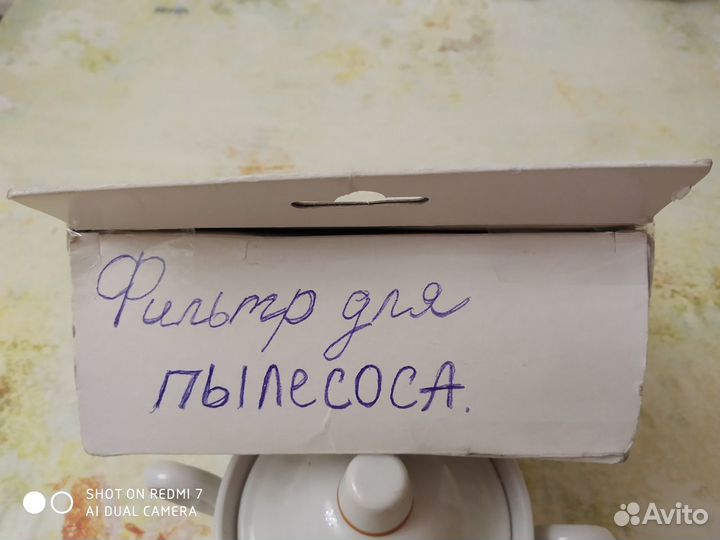 Фильтр для
пылесоса.
SHOT ON REDMI 7
AI DUAL CAMERA
Avito